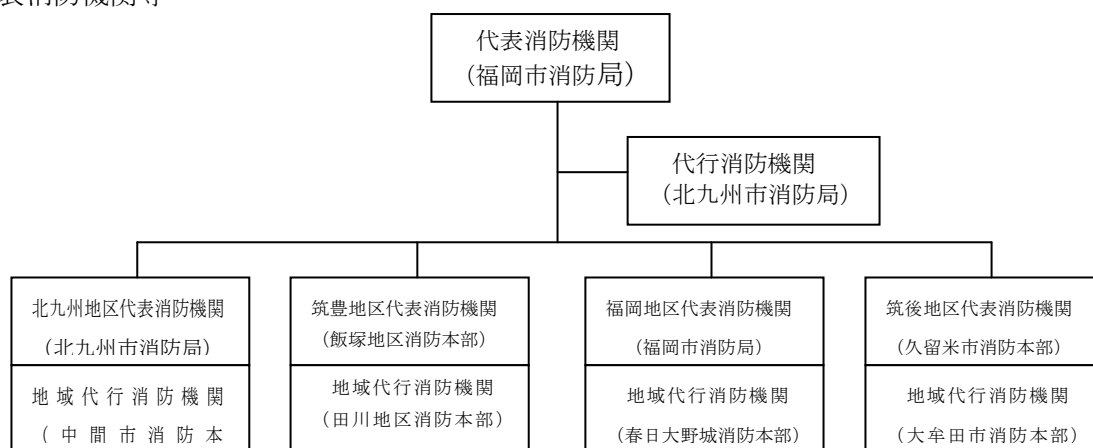 表消防機関等
代表消防機関
（福岡市消防局）
代行消防機関
（北九州市消防局）
北九州地区代表消防機関
（北九州市消防局）
地域代行消防機関
（中間市消防本
筑豊地区代表消防機関
（飯塚地区消防本部）
地域代行消防機関
（田川地区消防本部）
福岡地区代表消防機関
（福岡市消防局）
地域代行消防機関
（春日大野城消防本部）
筑後地区代表消防機関
（久留米市消防本部）
地域代行消防機関
（大牟田市消防本部）